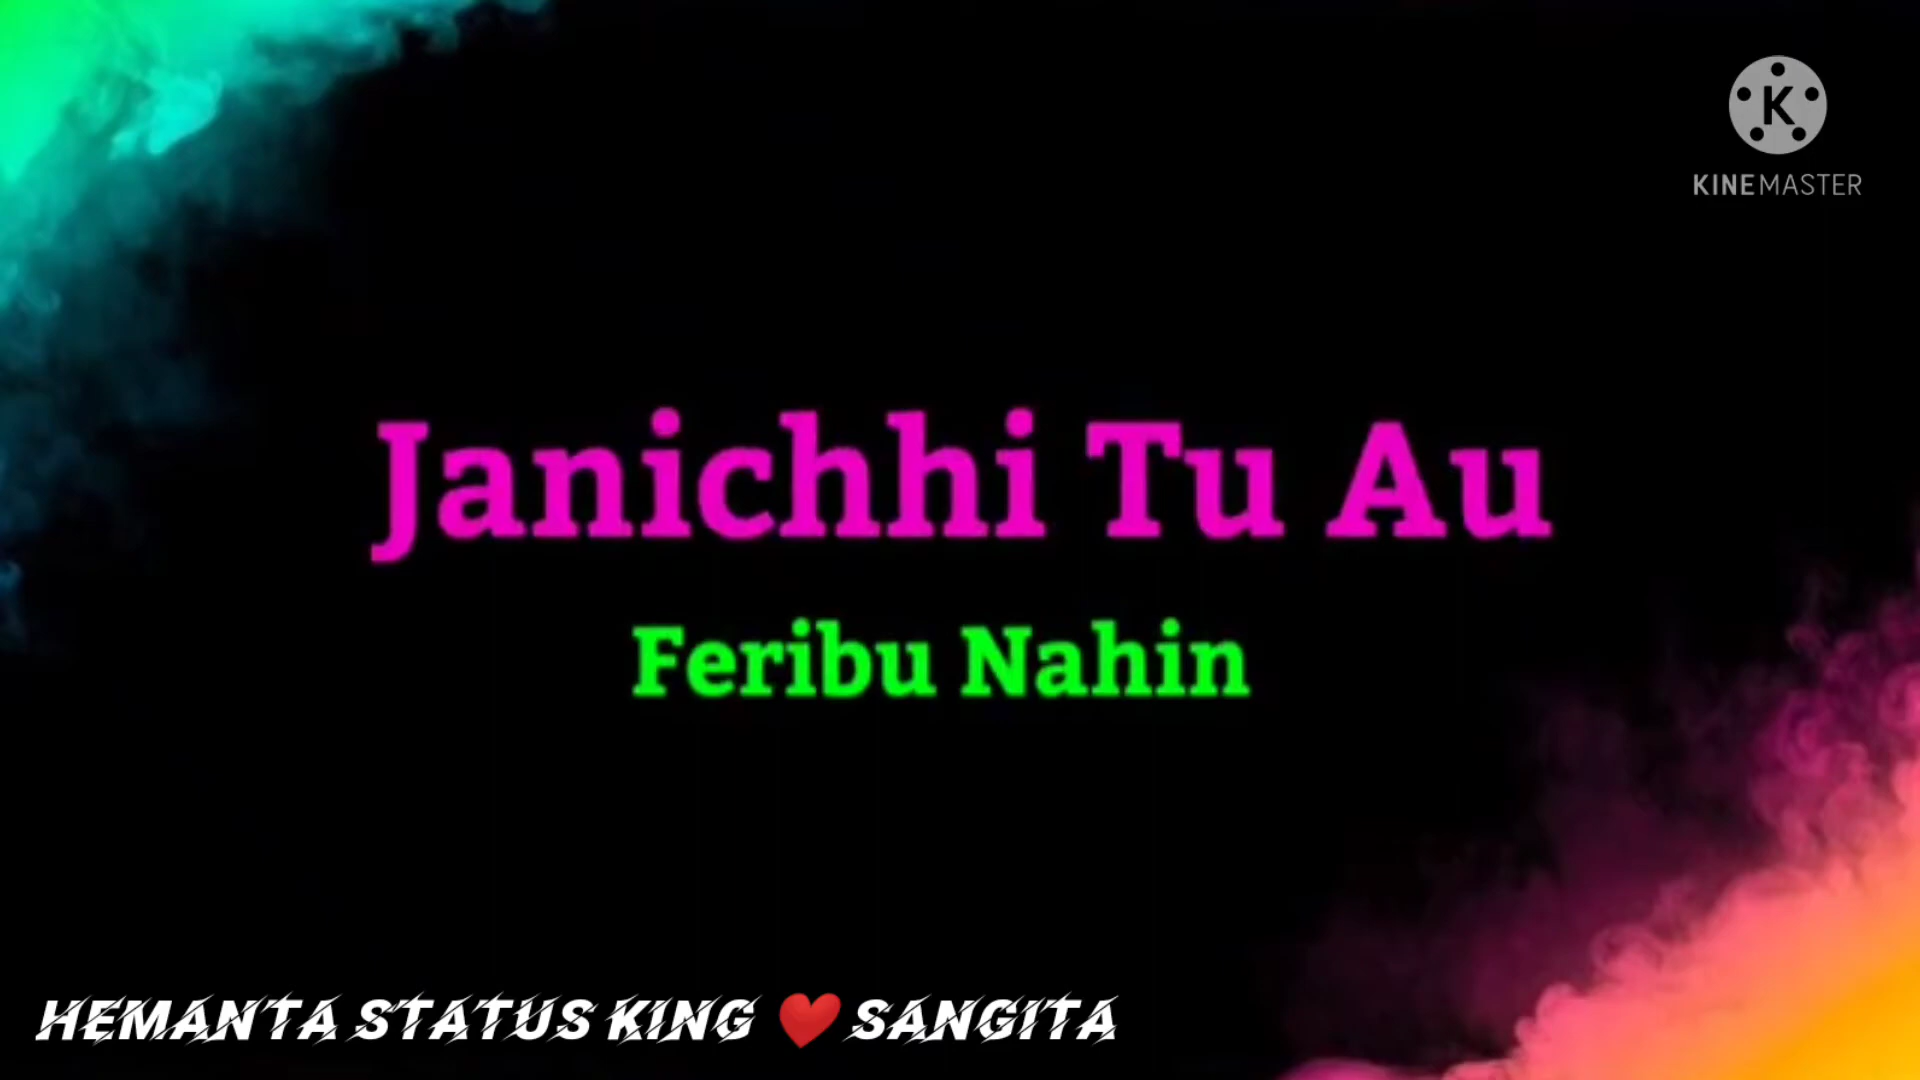 KINEMASTER
Janichhi Tu Au
Feribu Nahin
HEMANTA STATUS KING ❤️ SANGITA